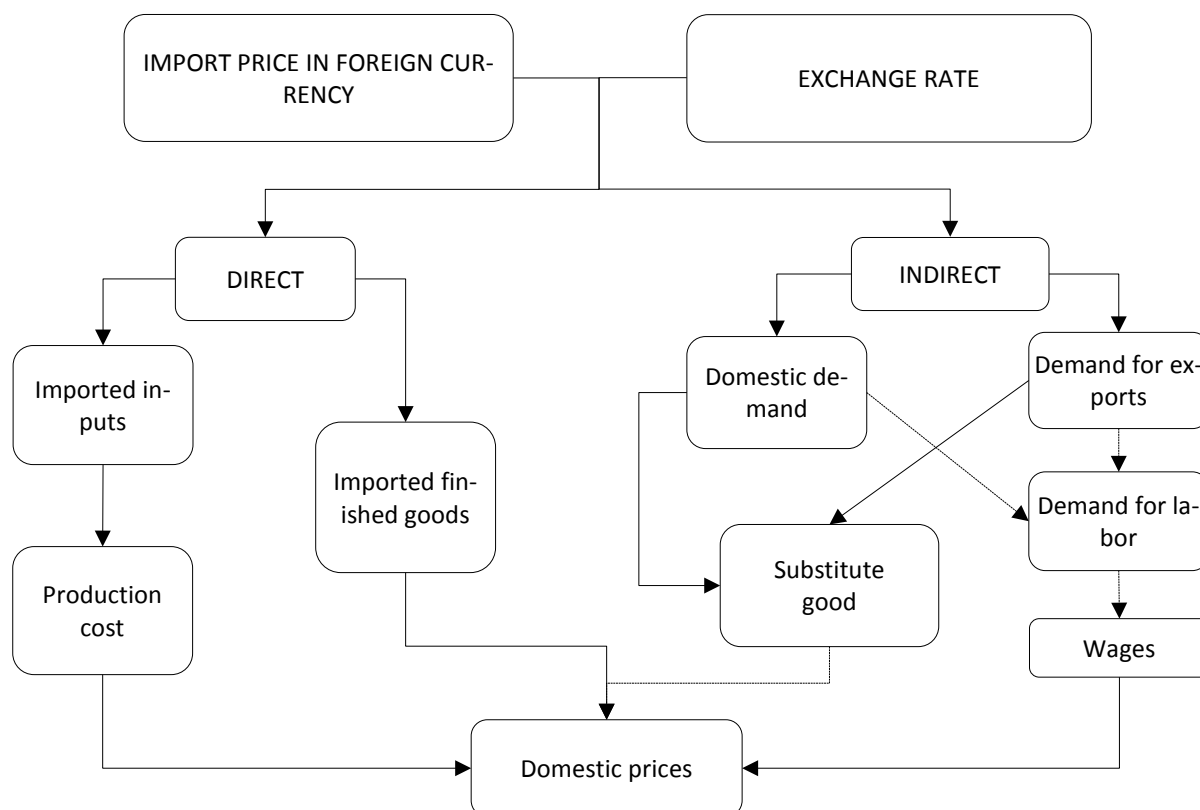 IMPORT PRICE IN FOREIGN CUR-
RENCY
EXCHANGE RATE
DIRECT
INDIRECT
Imported in-
puts
Imported fin-
ished goods
Domestic de-
mand
Demand for ex-
ports
Demand for la-
bor
Production
cost
Substitute
good
Wages
Domestic prices